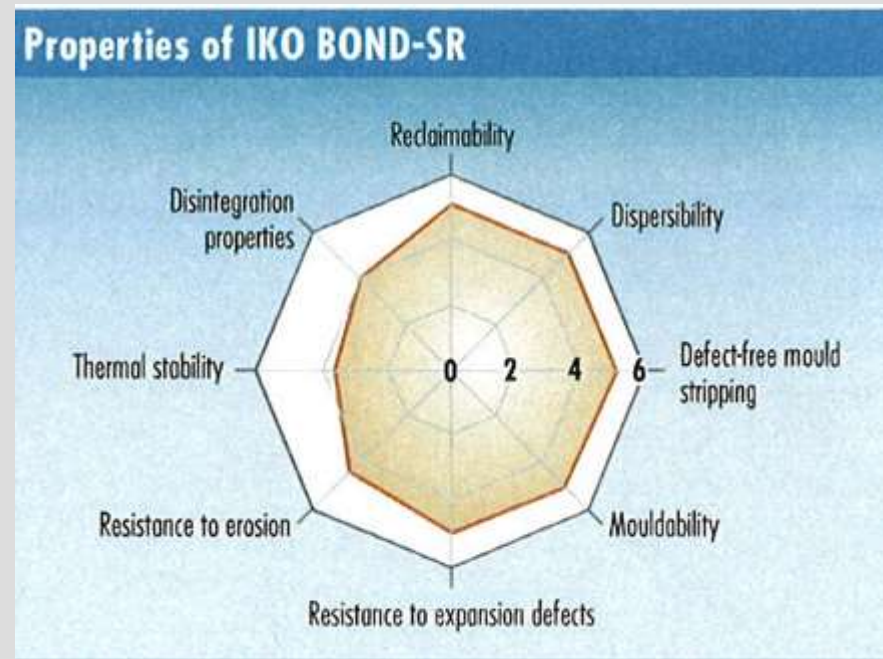 Properties of IKO BOND-SR
Reclaimability
Disintegration
properties
Dispersibility
Thermal stability
0 2 4 6
Defect-free mould
stripping
Resistance to erosion
Mouldability
Resistance to expansion defects